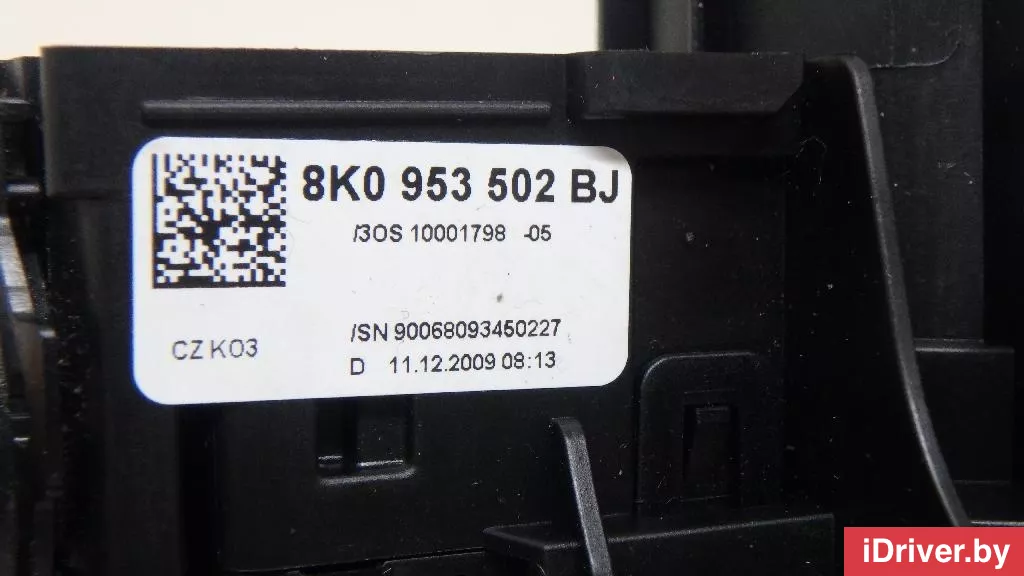 8K0 953 502 BJ
/3OS 10001798 -05
/SN 90068093450227
CZ K03
D 11.12.2009 08:13
iDriver.by